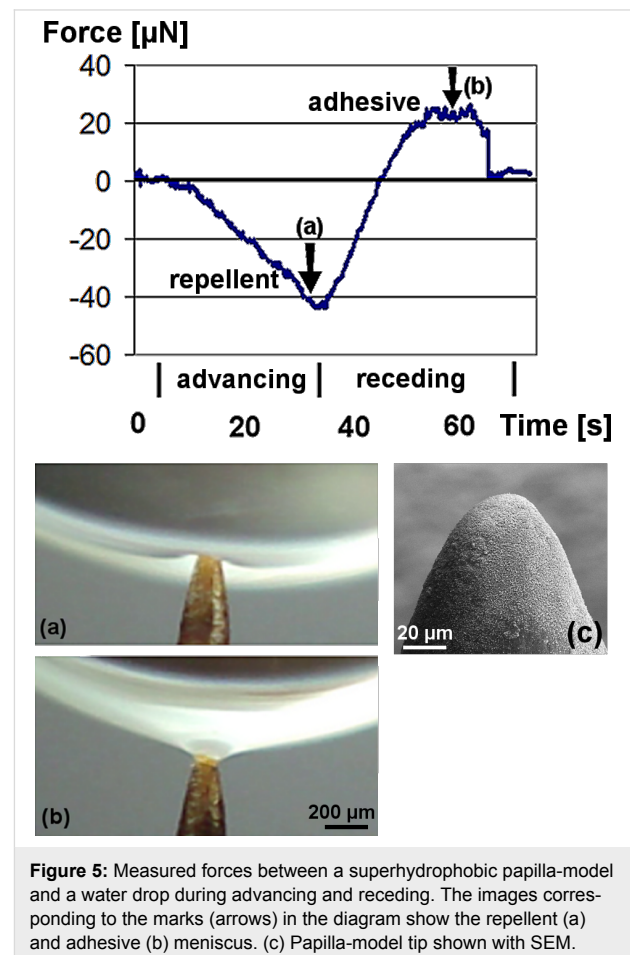 Force [µN]
40
20
0
-20
-40
-60
adhesive
(b)
(a)
repellent
| advancing | receding |
0 20 40 60 Time [s]
(a)
20 µm
(c)
(b)
200 µm
Figure 5: Measured forces between a superhydrophobic papilla-model
and a water drop during advancing and receding. The images corres-
ponding to the marks (arrows) in the diagram show the repellent (a)
and adhesive (b) meniscus. (c) Papilla-model tip shown with SEM.